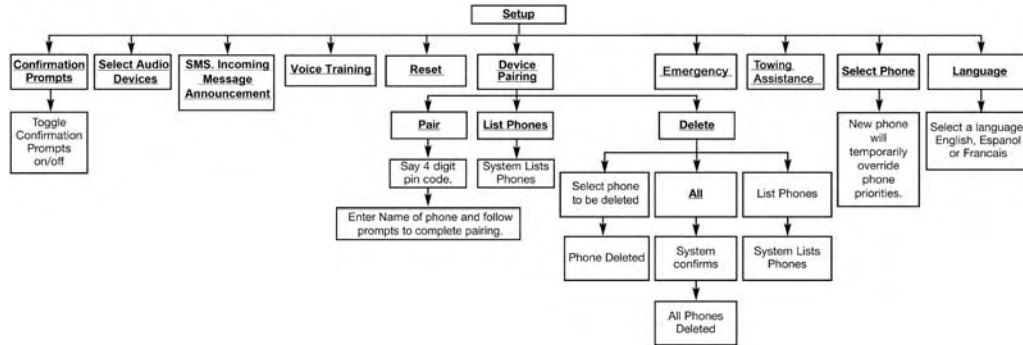 Setup
Confirmation
Prompts
Select Audio
Devices
SMS. Incoming
Message
Announcement
Voice Training
Reset
Device
Pairing
Emergency
Towing
Assistance
Select Phone
Language
Toggle
Confirmation
Prompts
on/off
Pair
List Phones
Delete
New phone
will
temporarily
override
phone
priorities.
Select a language
English, Espanol
or Francais
Say 4 digit
pin code.
System Lists
Phones
Select phone
to be deleted
All
List Phones
Enter Name of phone and follow
prompts to complete pairing.
Phone Deleted
System
confirms
System Lists
Phones
All Phones
Deleted